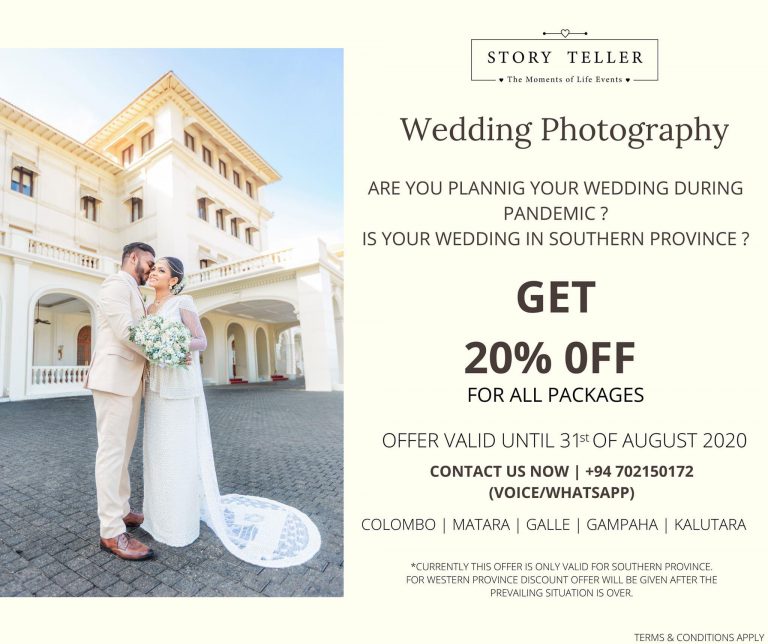 STORY TELLER
The Moments of Life Events
Wedding Photography
ARE YOU PLANNIG YOUR WEDDING DURING
PANDEMIC ?
IS YOUR WEDDING IN SOUTHERN PROVINCE ?
GET
20% 0FF
FOR ALL PACKAGES
OFFER VALID UNTIL 31st OF AUGUST 2020
CONTACT US NOW | +94 702150172
(VOICE/WHATSAPP)
COLOMBO | MATARA | GALLE | GAMPAHA | KALUTARA
*CURRENTLY THIS OFFER IS ONLY VALID FOR SOUTHERN PROVINCE.
FOR WESTERN PROVINCE DISCOUNT OFFER WILL BE GIVEN AFTER THE
PREVAILING SITUATION IS OVER.
TERMS & CONDITIONS APPLY